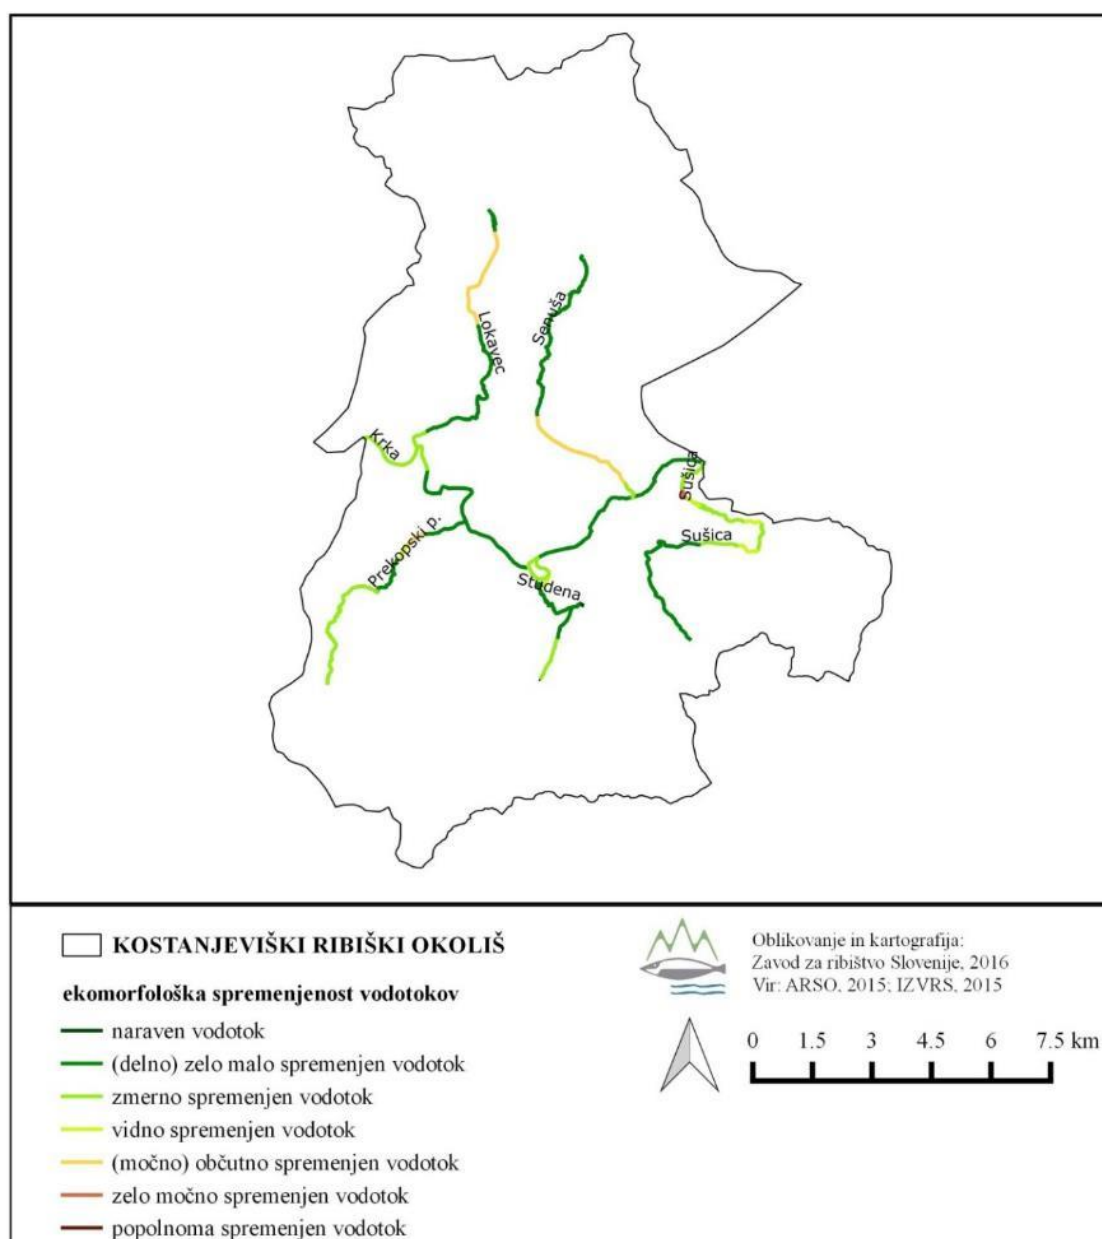 Lokavec
Senuša
Krka
Sušica
Prekopski p.
Sušica
Studena
KOSTANJEVIŠKI RIBIŠKI OKOLIŠ
ekomorfološka spremenjenost vodotokov
naraven vodotok
(delno) zelo malo spremenjen vodotok
zmerno spremenjen vodotok
vidno spremenjen vodotok
(močno) občutno spremenjen vodotok
zelo močno spremenjen vodotok
popolnoma spremenjen vodotok
Oblikovanje in kartografija:
Zavod za ribištvo Slovenije, 2016
Vir: ARSO, 2015; IZVRS, 2015
0 1.5 3 4.5 6 7.5 km